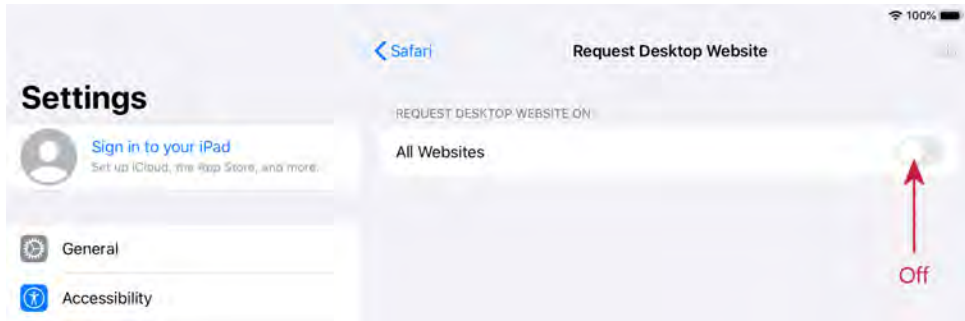 100%
Safari
Request Desktop Website
Settings
REQUEST DESKTOP WEBSITE ON
Sign in to your iPad
Set up iCloud, the App Store, and more.
All Websites
General
Accessibility
Off